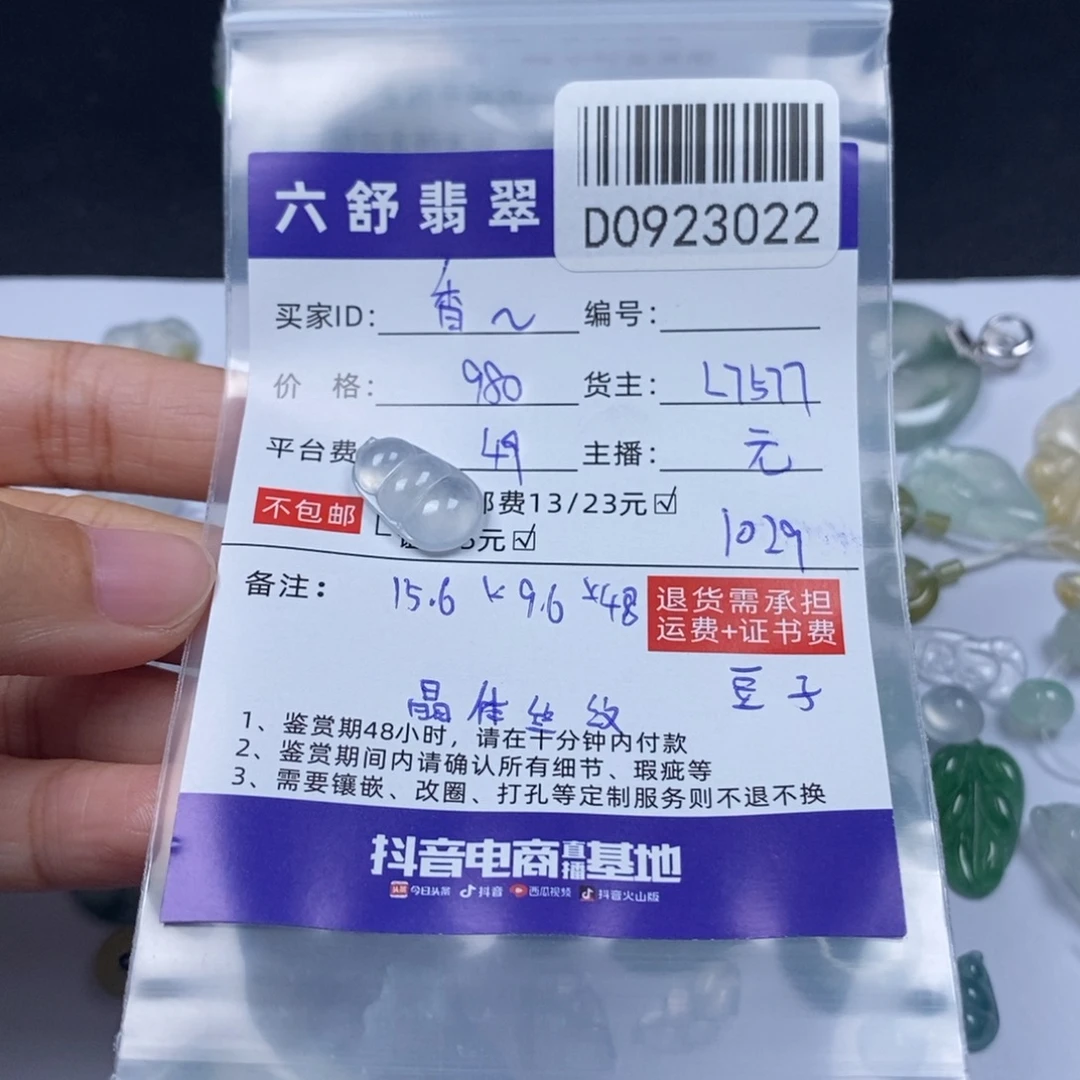 六舒翡翠
D0923022
买家ID: 香~ 编号:
价 格: 980 货主: L7577
平台费 49 主播: 元
不包邮 邮费13/23元☑
元☑ 1029
备注: 15.6×9.6×48
退货需承担
运费+证书费
豆子
晶体丝纹
1、鉴赏期48小时，请在十分钟内付款
2、鉴赏期间内请确认所有细节、瑕疵等
3、需要镶嵌、改圈、打孔等定制服务则不退不换
抖音电商直播基地
头条 今日头条 抖音 西瓜视频 抖音火山版